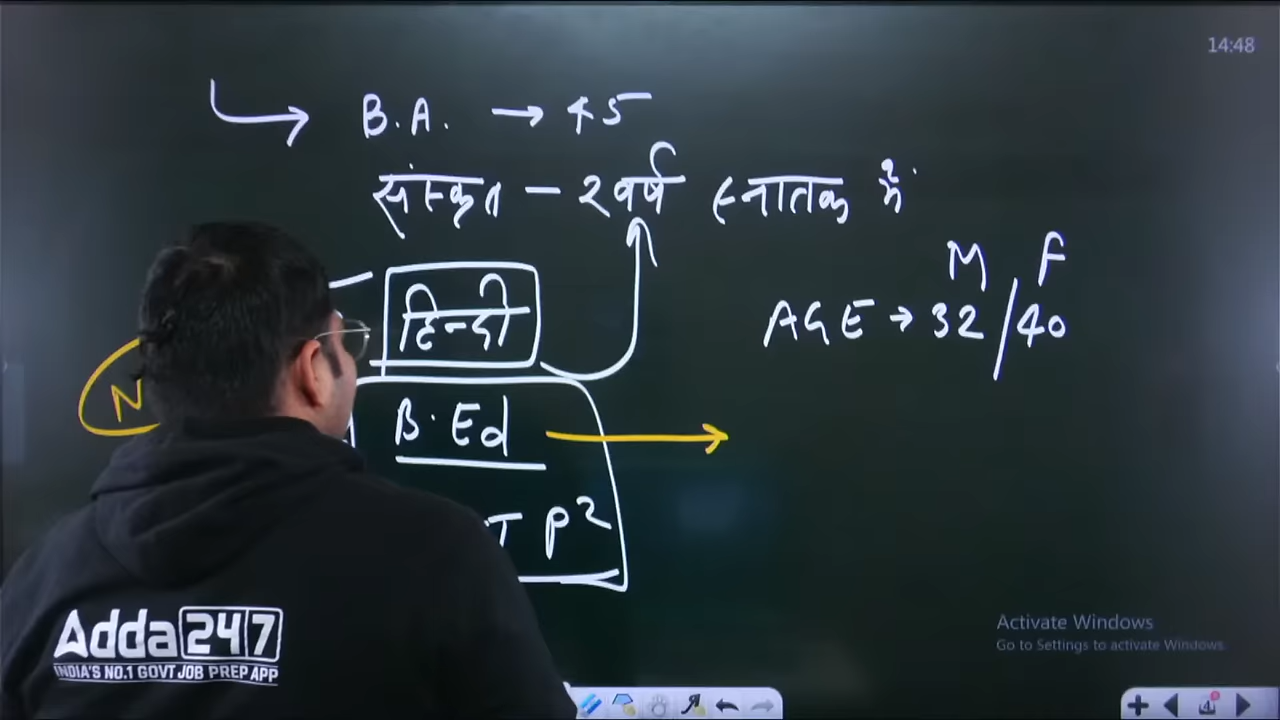 14:48
B.A. → 45
संस्कृत – 2 वर्ष स्नातक में
M F
हिन्दी
AGE → 32/40
N
B.Ed
T P2
Adda247
INDIA'S NO.1 GOVT JOB PREP APP
Activate Windows
Go to Settings to activate Windows.